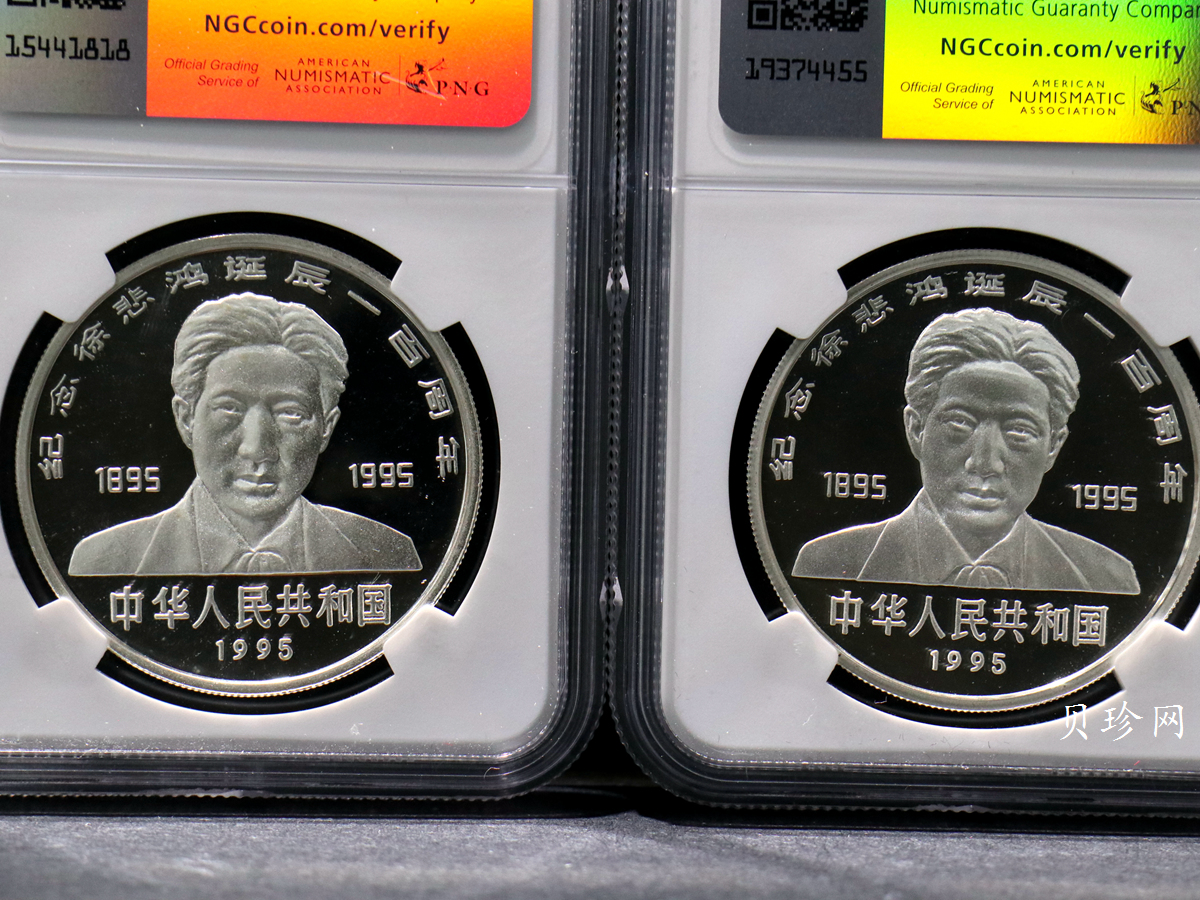 15441818
NGCcoin.com/verify
Official Grading
Service of
AMERICAN
NUMISMATIC
ASSOCIATION
P·N·G
纪念徐悲鸿诞辰一百周年
1895
1995
中华人民共和国
1995
Numismatic Guaranty Compan
19374455
NGCcoin.com/verify
Official Grading
Service of
AMERICAN
NUMISMATIC
ASSOCIATION
P·N
纪念徐悲鸿诞辰一百周年
1895
1995
中华人民共和国
1995
贝珍网